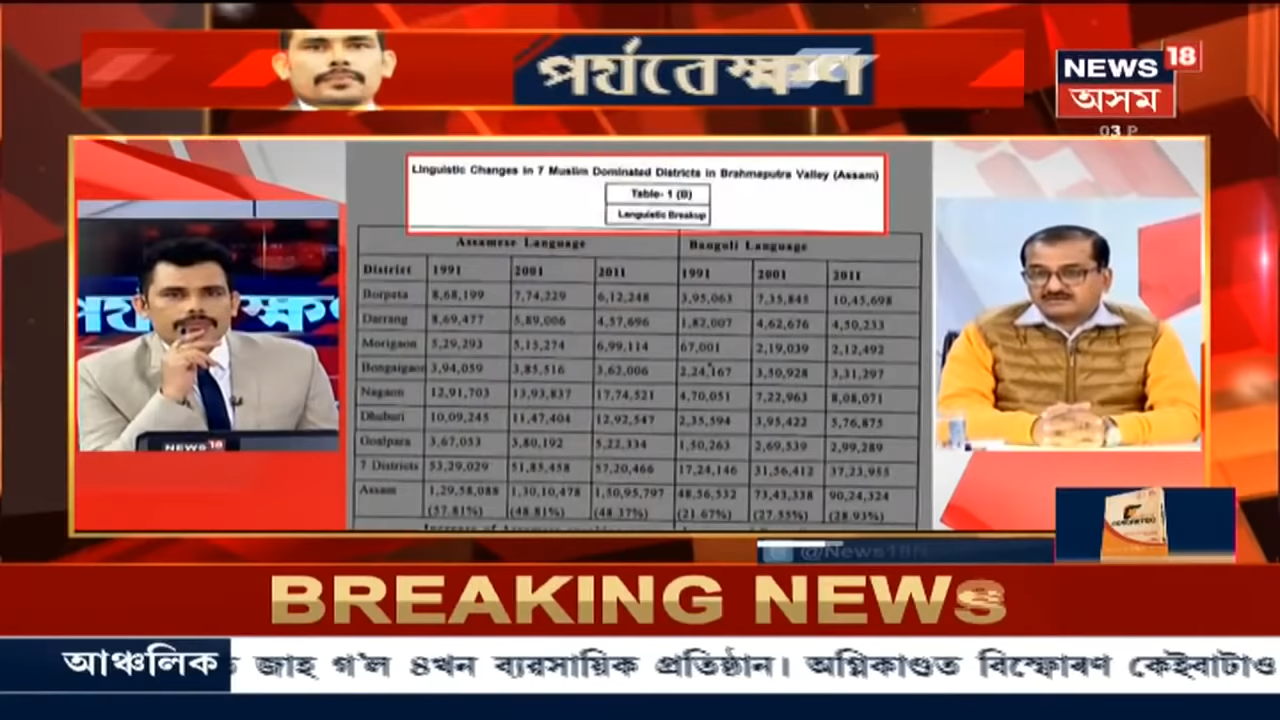 পৰ্যবেক্ষণ
NEWS 18
অসম
Linguistic Changes in 7 Muslim Dominated Districts in Brahmaputra Valley (Assam)
Table- 1 (B)
Languistic Breakup
Assamese Language Banguli Language
District 1991 2001 2011 1991 2001 2011
Borpeta 8,68,199 7,74,229 6,12,248 3,95,063 7,35,845 10,45,698
Darrang 8,69,477 5,89,006 4,57,696 1,82,007 4,62,676 4,50,233
Morigaon 5,29,293 5,15,274 6,99,114 67,001 2,19,039 2,12,492
Bongaigaon 3,94,059 3,85,516 3,62,006 2,24,167 3,50,928 3,31,297
Nagaon 12,91,703 13,93,837 17,74,521 4,70,051 7,22,963 8,08,071
Dhuburi 10,09,245 11,47,404 12,92,547 2,35,594 3,95,422 5,76,875
Goalpara 3,67,053 3,80,192 5,22,334 1,50,263 2,69,539 2,99,289
7 Districts 53,29,029 51,85,458 57,20,466 17,24,146 31,56,412 37,23,955
Assam 1,29,58,088 1,30,10,478 1,50,95,797 48,56,532 73,43,338 90,24,324
(57.81%) (48.81%) (48.37%) (21.67%) (27.55%) (28.93%)
NEWS 18
@News18N
BREAKING NEWS
আঞ্চলিক জাহ গ'ল ৪খন ব্যৱসায়িক প্ৰতিষ্ঠান। অগ্নিকাণ্ডত বিস্ফোৰণ কেইবাটাও